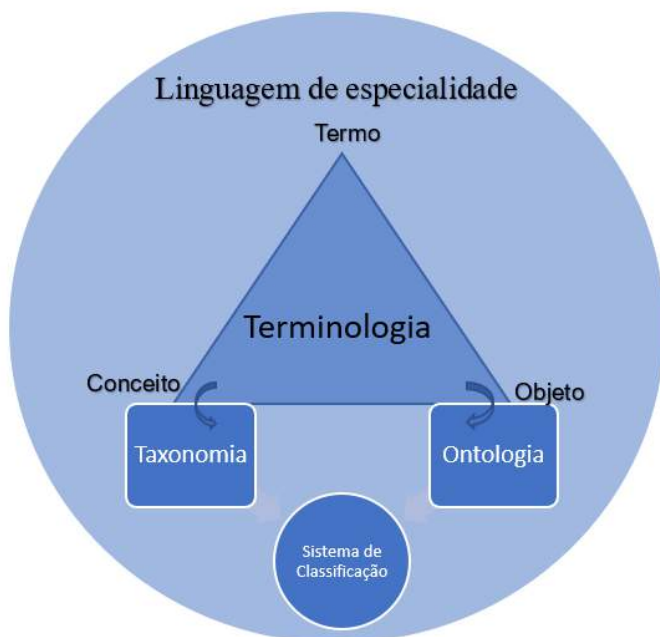 Linguagem de especialidade
Termo
Terminologia
Conceito
Objeto
Taxonomia
Ontologia
Sistema de
Classificação